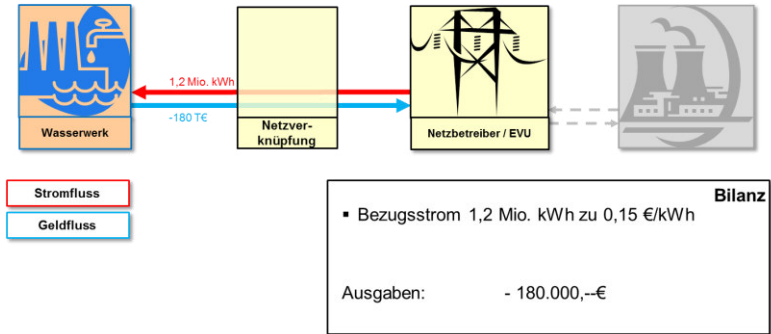 1,2 Mio. kWh
-180 T€
Wasserwerk
Netzver-
knüpfung
Netzbetreiber / EVU
Stromfluss
Geldfluss
Bilanz
▪ Bezugsstrom 1,2 Mio. kWh zu 0,15 €/kWh
Ausgaben: - 180.000,--€